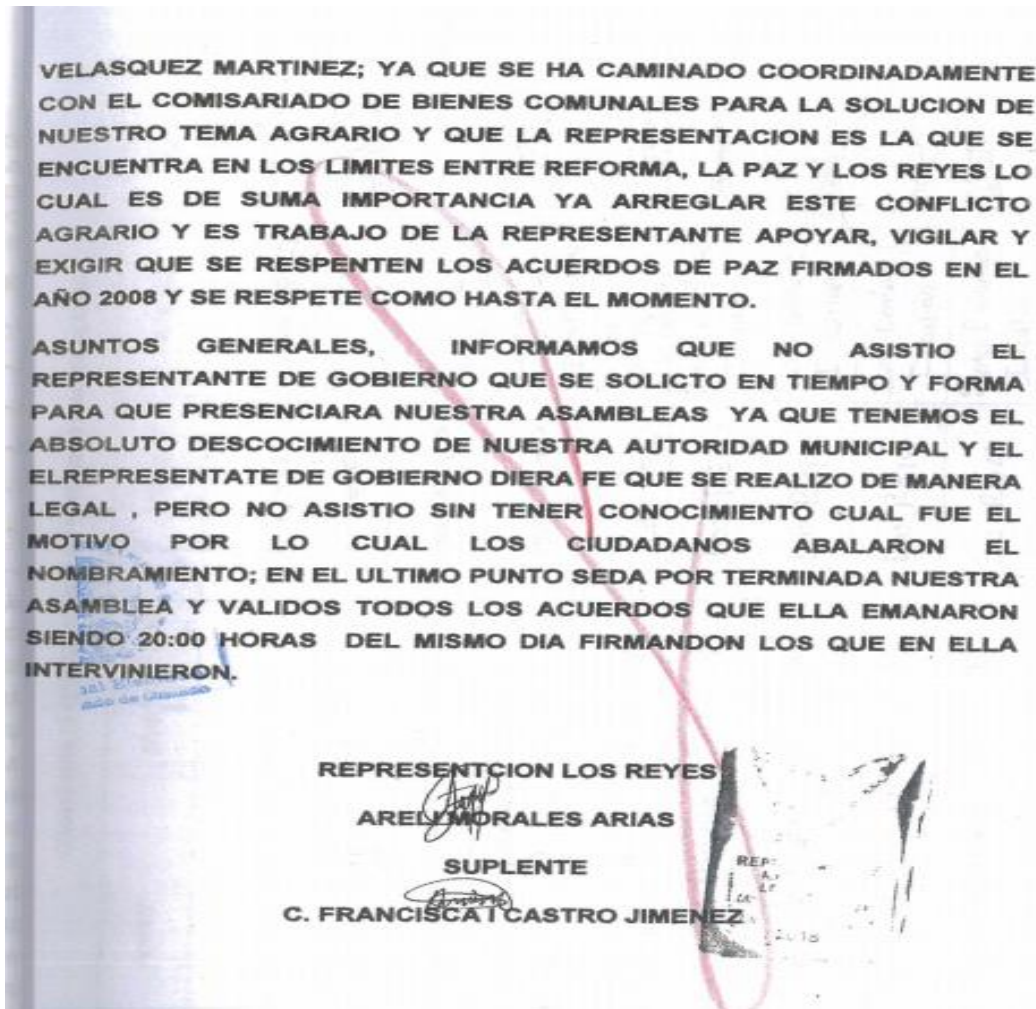 VELASQUEZ MARTINEZ; YA QUE SE HA CAMINADO COORDINADAMENTE
CON EL COMISARIADO DE BIENES COMUNALES PARA LA SOLUCION DE
NUESTRO TEMA AGRARIO Y QUE LA REPRESENTACION ES LA QUE SE
ENCUENTRA EN LOS LIMITES ENTRE REFORMA, LA PAZ Y LOS REYES LO
CUAL ES DE SUMA IMPORTANCIA YA ARREGLAR ESTE CONFLICTO
AGRARIO Y ES TRABAJO DE LA REPRESENTANTE APOYAR, VIGILAR Y
EXIGIR QUE SE RESPENTEN LOS ACUERDOS DE PAZ FIRMADOS EN EL
AÑO 2008 Y SE RESPETE COMO HASTA EL MOMENTO.
ASUNTOS GENERALES, INFORMAMOS QUE NO ASISTIO EL
REPRESENTANTE DE GOBIERNO QUE SE SOLICTO EN TIEMPO Y FORMA
PARA QUE PRESENCIARA NUESTRA ASAMBLEAS YA QUE TENEMOS EL
ABSOLUTO DESCOCIMIENTO DE NUESTRA AUTORIDAD MUNICIPAL Y EL
ELREPRESENTATE DE GOBIERNO DIERA FE QUE SE REALIZO DE MANERA
LEGAL , PERO NO ASISTIO SIN TENER CONOCIMIENTO CUAL FUE EL
MOTIVO POR LO CUAL LOS CIUDADANOS ABALARON EL
NOMBRAMIENTO; EN EL ULTIMO PUNTO SEDA POR TERMINADA NUESTRA
ASAMBLEA Y VALIDOS TODOS LOS ACUERDOS QUE ELLA EMANARON
SIENDO 20:00 HORAS DEL MISMO DIA FIRMANDON LOS QUE EN ELLA
INTERVINIERON.
REPRESENTCION LOS REYES
ARELI MORALES ARIAS
SUPLENTE
C. FRANCISCA I CASTRO JIMENEZ